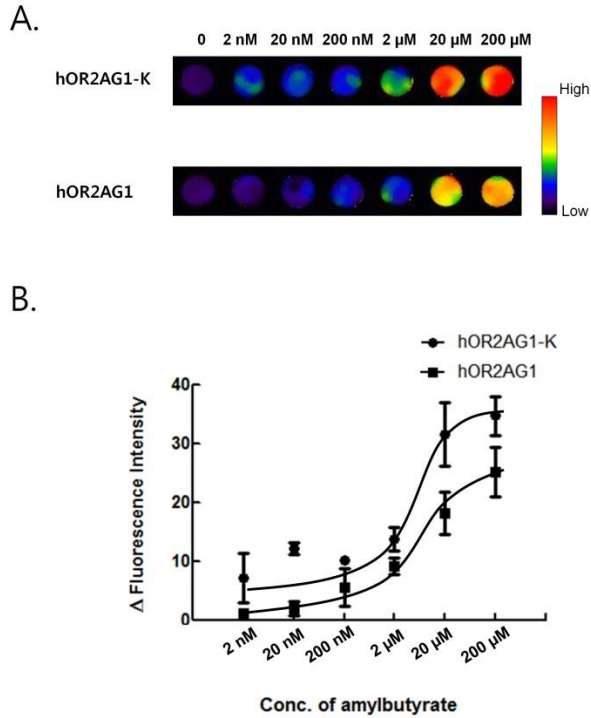 A.
0 2 nM 20 nM 200 nM 2 µM 20 µM 200 µM
hOR2AG1-K
High
hOR2AG1
Low
B.
hOR2AG1-K
hOR2AG1
40
30
20
10
0
Δ Fluorescence Intensity
2 nM 20 nM 200 nM 2 µM 20 µM 200 µM
Conc. of amylbutyrate